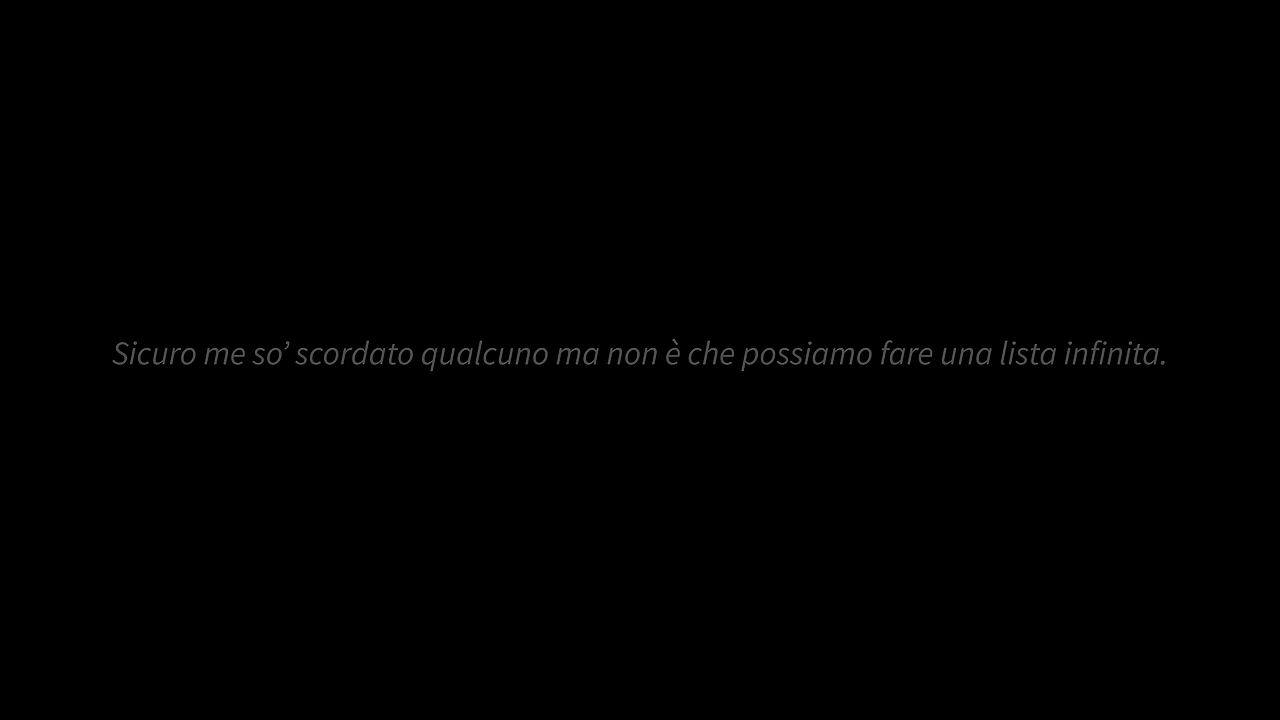 Sicuro me so’ scordato qualcuno ma non è che possiamo fare una lista infinita.